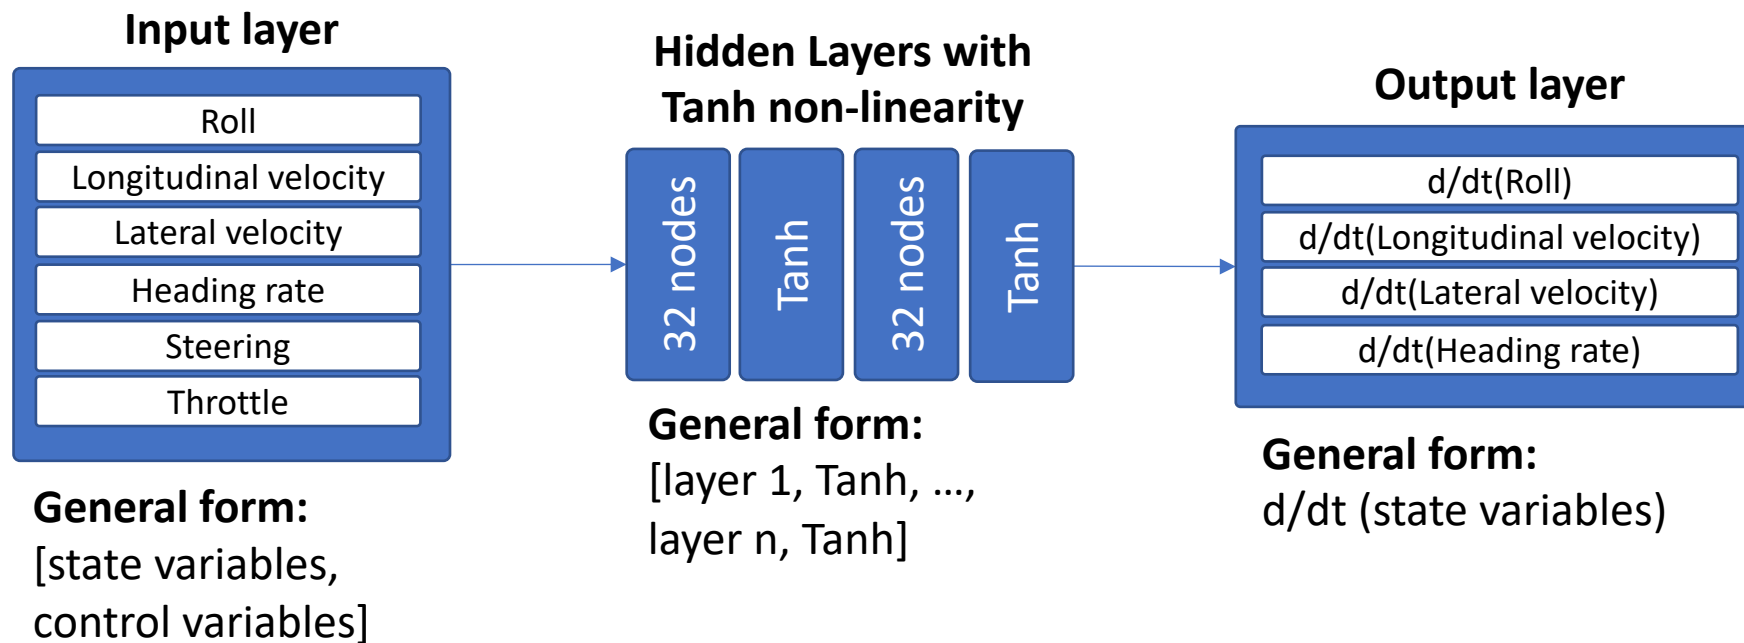 Input layer
Roll
Longitudinal velocity
Lateral velocity
Heading rate
Steering
Throttle
General form:
[state variables,
control variables]
Hidden Layers with
Tanh non-linearity
32 nodes
Tanh
32 nodes
Tanh
General form:
[layer 1, Tanh, …,
layer n, Tanh]
Output layer
d/dt(Roll)
d/dt(Longitudinal velocity)
d/dt(Lateral velocity)
d/dt(Heading rate)
General form:
d/dt (state variables)